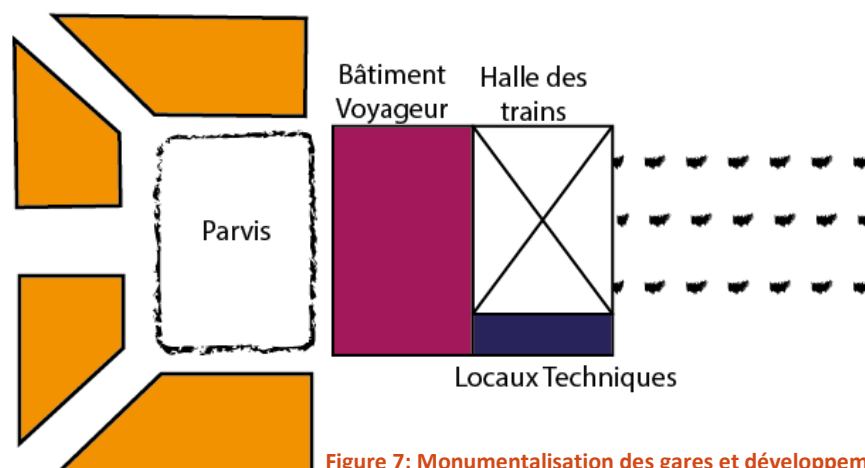 Bâtiment
Voyageur
Halle des
trains
Parvis
Locaux Techniques
Figure 7: Monumentalisation des gares et développem